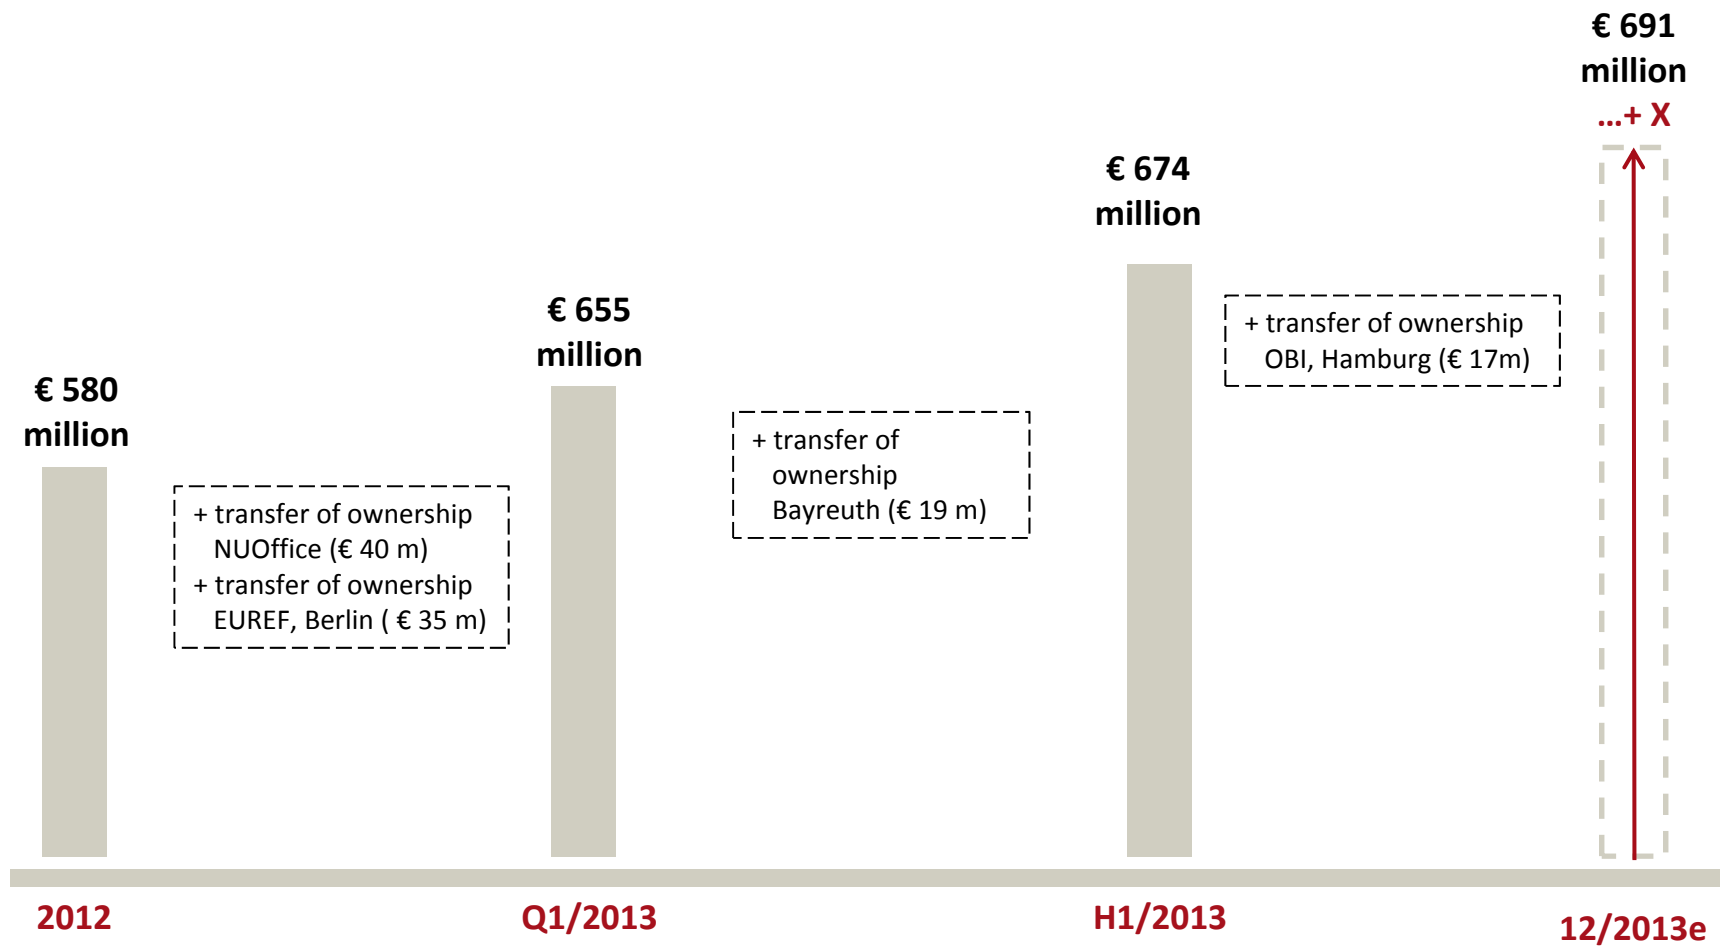 € 580
million
+ transfer of ownership
NUOffice (€ 40 m)
+ transfer of ownership
EUREF, Berlin ( € 35 m)
€ 655
million
+ transfer of
ownership
Bayreuth (€ 19 m)
€ 674
million
+ transfer of ownership
OBI, Hamburg (€ 17m)
€ 691
million
...+ X
2012
Q1/2013
H1/2013
12/2013e